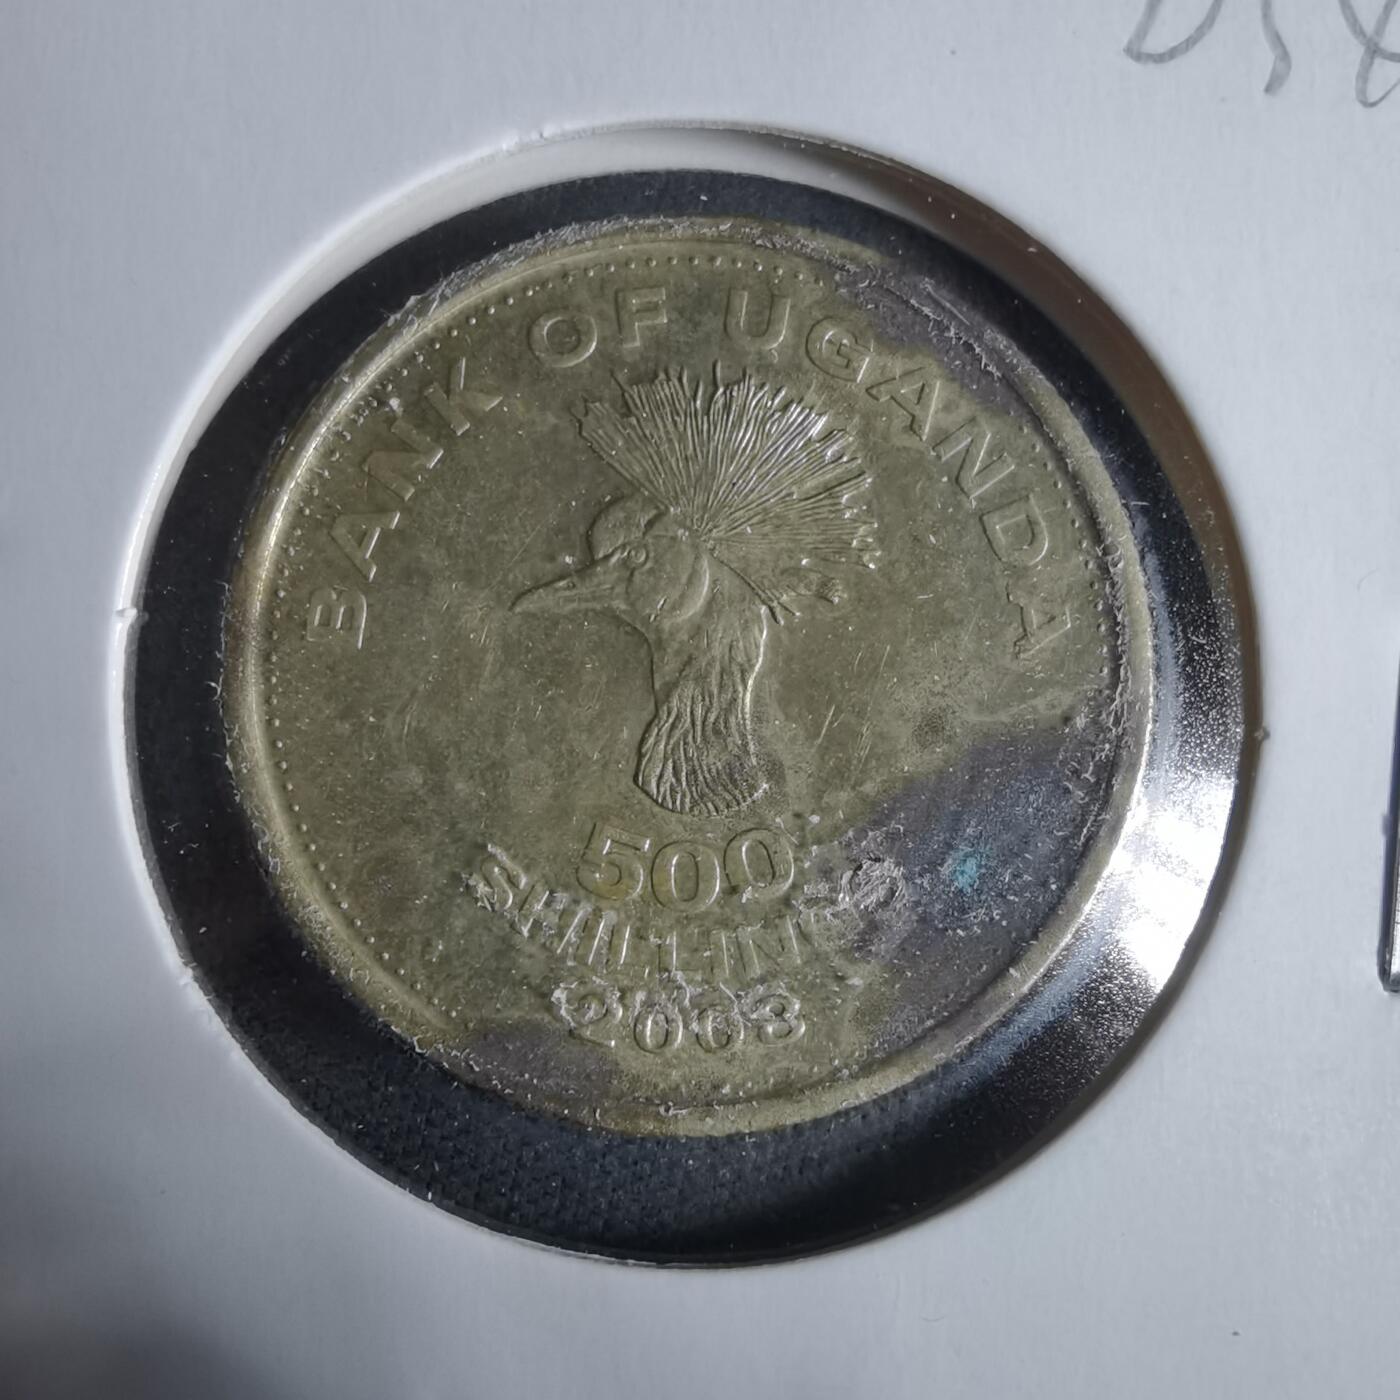 BANK OF UGANDA
500
SHILLINGS
2003